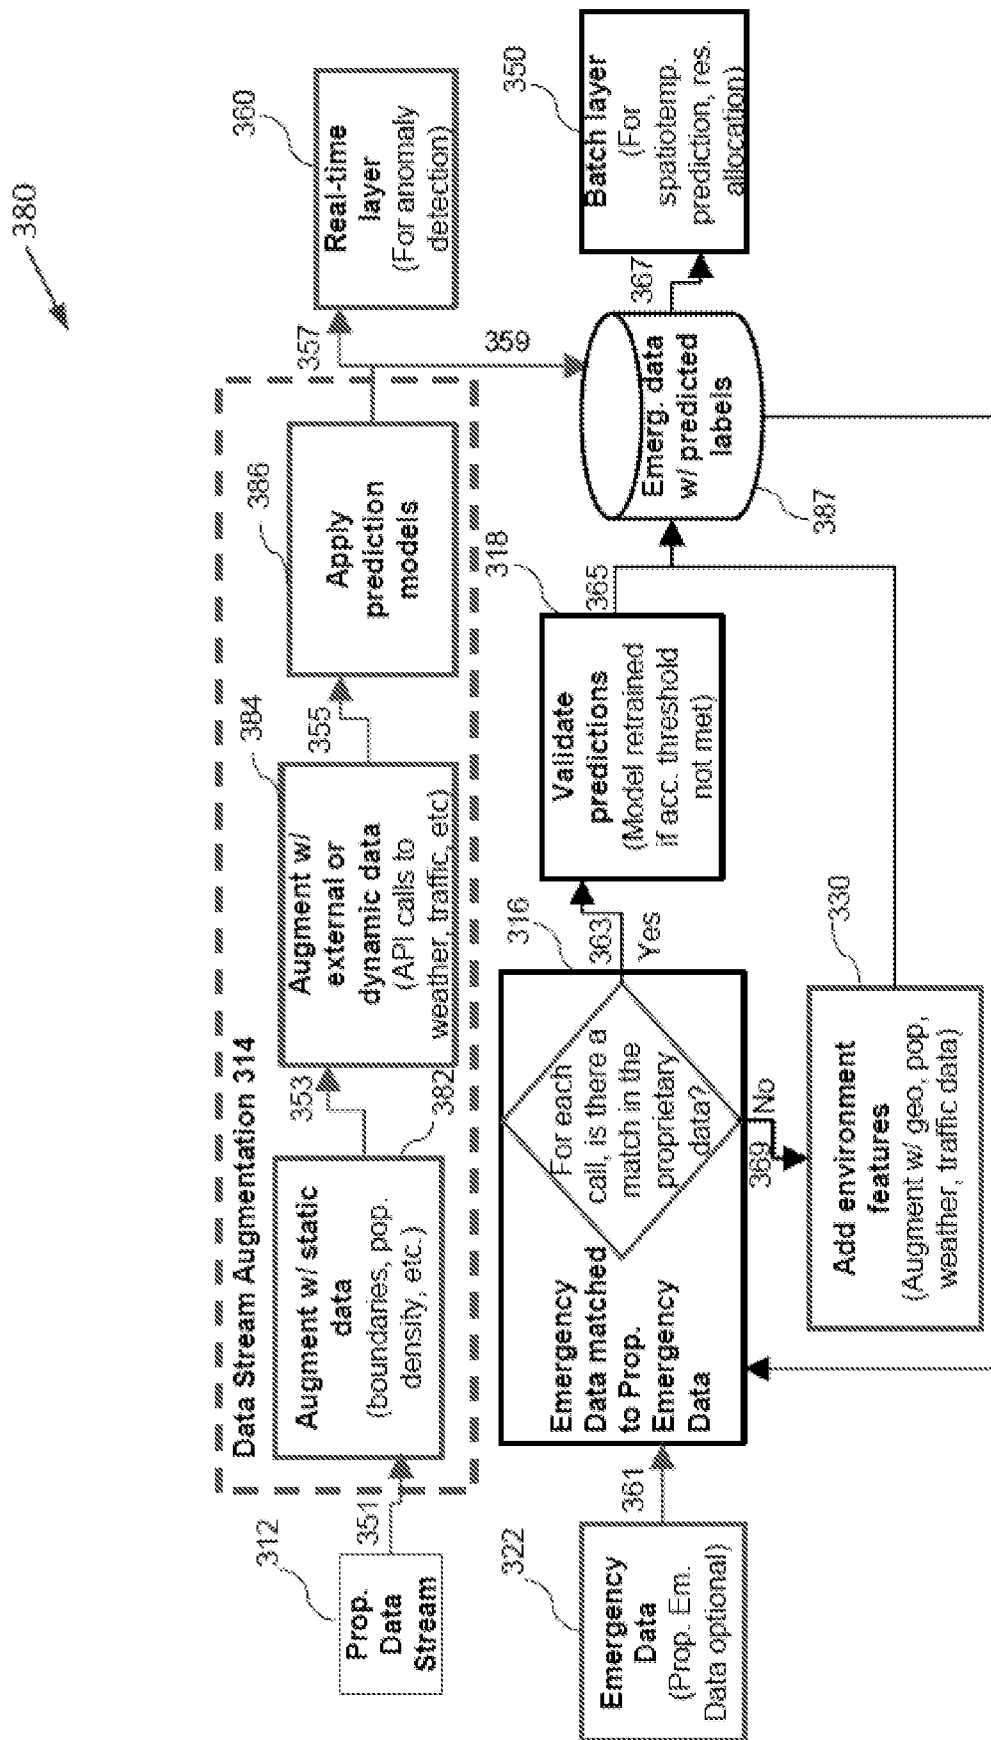 380
Data Stream Augmentation 314
312
Prop.
Data
Stream
351
Augment w/ static
data
(boundaries, pop.
density, etc.)
382
353
Augment w/
external or
dynamic data
(API calls to
weather, traffic, etc)
384
355
Apply
prediction
models
386
357
359
Real-time
layer
(For anomaly
detection)
360
322
Emergency
Data
(Prop. Em.
Data optional)
361
Emergency
Data matched
to Prop.
Emergency
Data
For each
call, is there a
match in the
proprietary
data?
316
363
Yes
369
No
Validate
predictions
(Model retrained
if acc. threshold
not met)
318
365
330
Add environment
features
(Augment w/ geo, pop,
weather, traffic data)
Emerg. data
w/ predicted
labels
387
367
Batch layer
(For
spatiotemp.
prediction, res.
allocation)
350